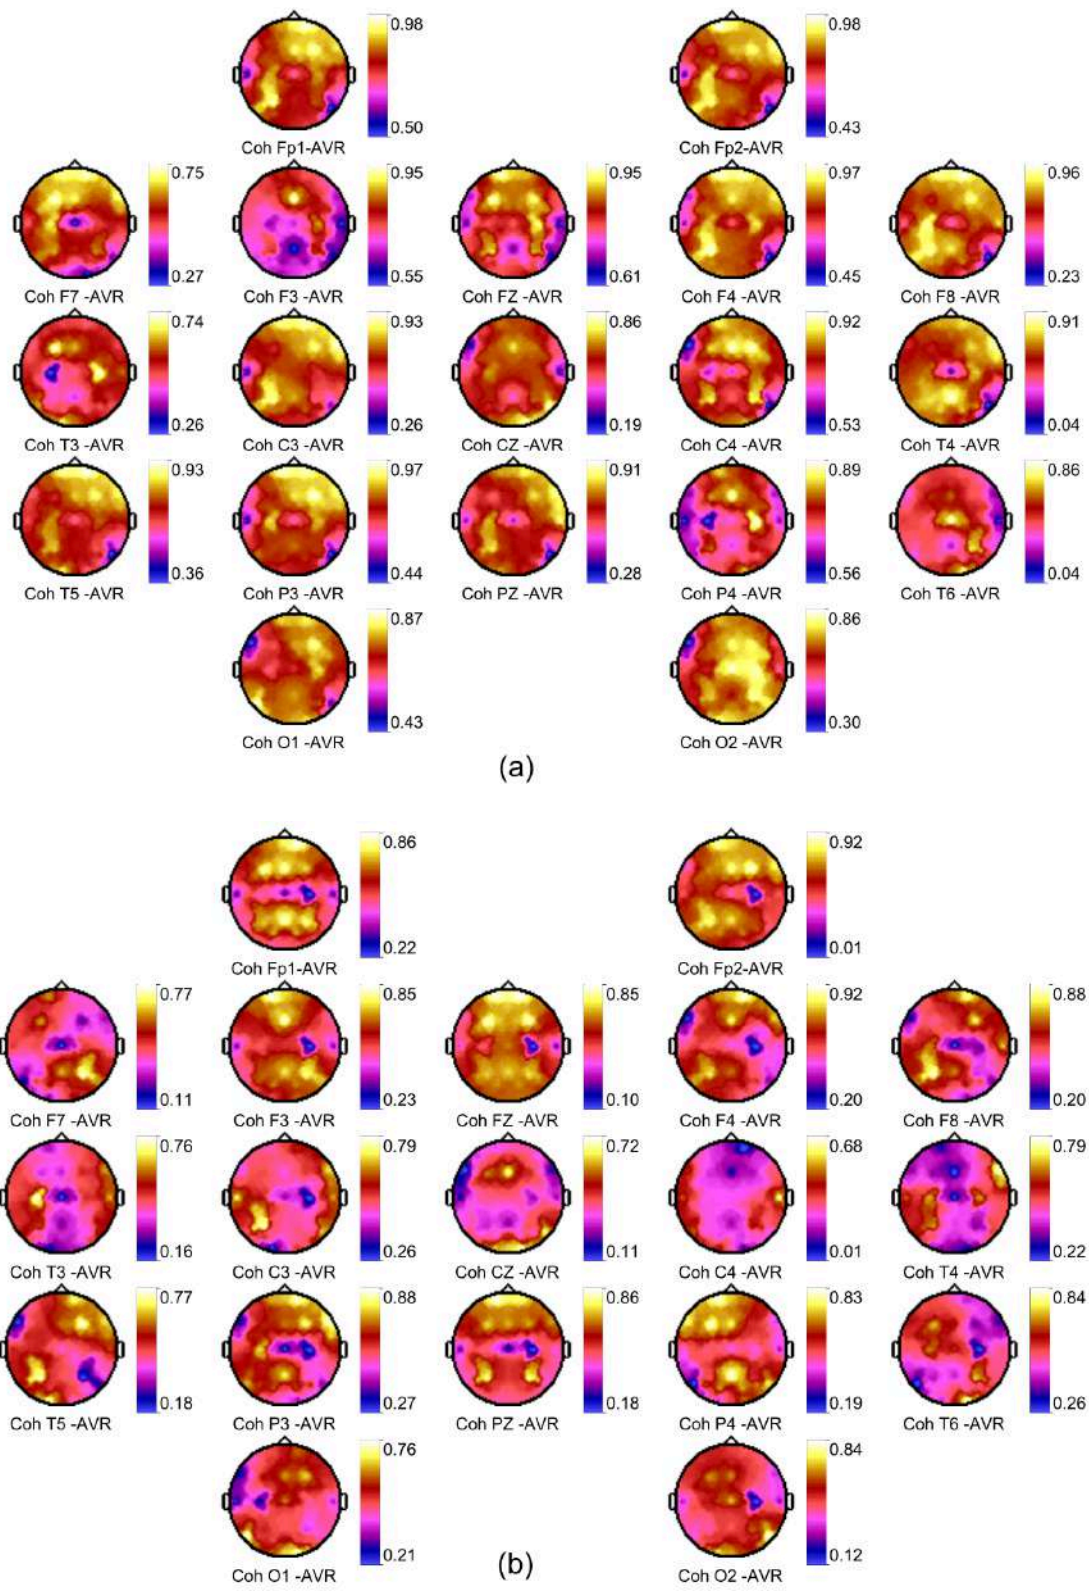 0.98 0.98
0.50 0.43
Coh Fp1-AVR Coh Fp2-AVR
0.75 0.95 0.95 0.97 0.96
0.27 0.55 0.61 0.45 0.23
Coh F7 -AVR Coh F3 -AVR Coh FZ -AVR Coh F4 -AVR Coh F8 -AVR
0.74 0.93 0.86 0.92 0.91
0.26 0.26 0.19 0.53 0.04
Coh T3 -AVR Coh C3 -AVR Coh CZ -AVR Coh C4 -AVR Coh T4 -AVR
0.93 0.97 0.91 0.89 0.86
0.36 0.44 0.28 0.56 0.04
Coh T5 -AVR Coh P3 -AVR Coh PZ -AVR Coh P4 -AVR Coh T6 -AVR
0.87 0.86
0.43 0.30
Coh O1 -AVR Coh O2 -AVR
(a)
0.86 0.92
0.22 0.01
Coh Fp1-AVR Coh Fp2-AVR
0.77 0.85 0.85 0.92 0.88
0.11 0.23 0.10 0.20 0.20
Coh F7 -AVR Coh F3 -AVR Coh FZ -AVR Coh F4 -AVR Coh F8 -AVR
0.76 0.79 0.72 0.68 0.79
0.16 0.26 0.11 0.01 0.22
Coh T3 -AVR Coh C3 -AVR Coh CZ -AVR Coh C4 -AVR Coh T4 -AVR
0.77 0.88 0.86 0.83 0.84
0.18 0.27 0.18 0.19 0.26
Coh T5 -AVR Coh P3 -AVR Coh PZ -AVR Coh P4 -AVR Coh T6 -AVR
0.76 0.84
0.21 0.12
Coh O1 -AVR Coh O2 -AVR
(b)